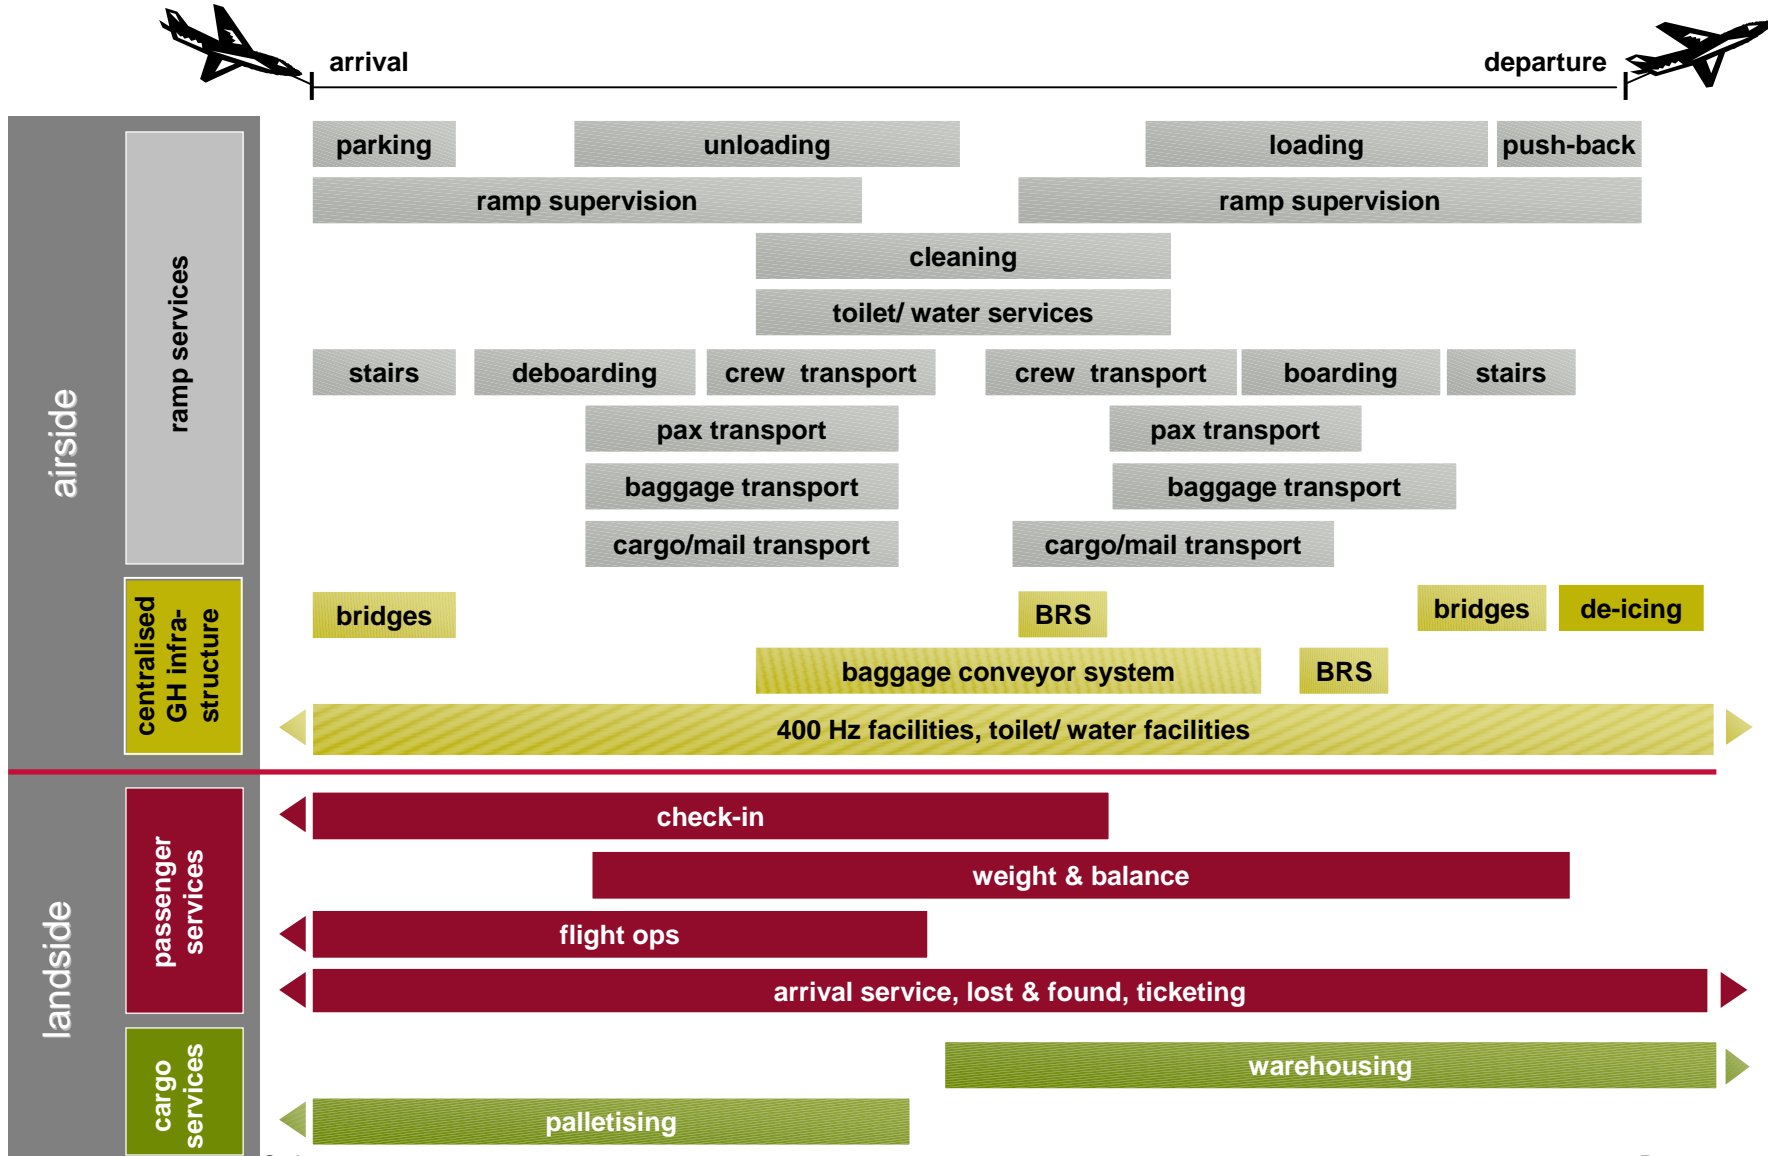 arrival
departure
airside
ramp services
parking
unloading
loading
push-back
ramp supervision
ramp supervision
cleaning
toilet/ water services
stairs
deboarding
crew transport
crew transport
boarding
stairs
pax transport
pax transport
baggage transport
baggage transport
cargo/mail transport
cargo/mail transport
centralised
GH infra-
structure
bridges
BRS
bridges
de-icing
baggage conveyor system
BRS
400 Hz facilities, toilet/ water facilities
landside
passenger
services
check-in
weight & balance
flight ops
arrival service, lost & found, ticketing
cargo
services
warehousing
palletising